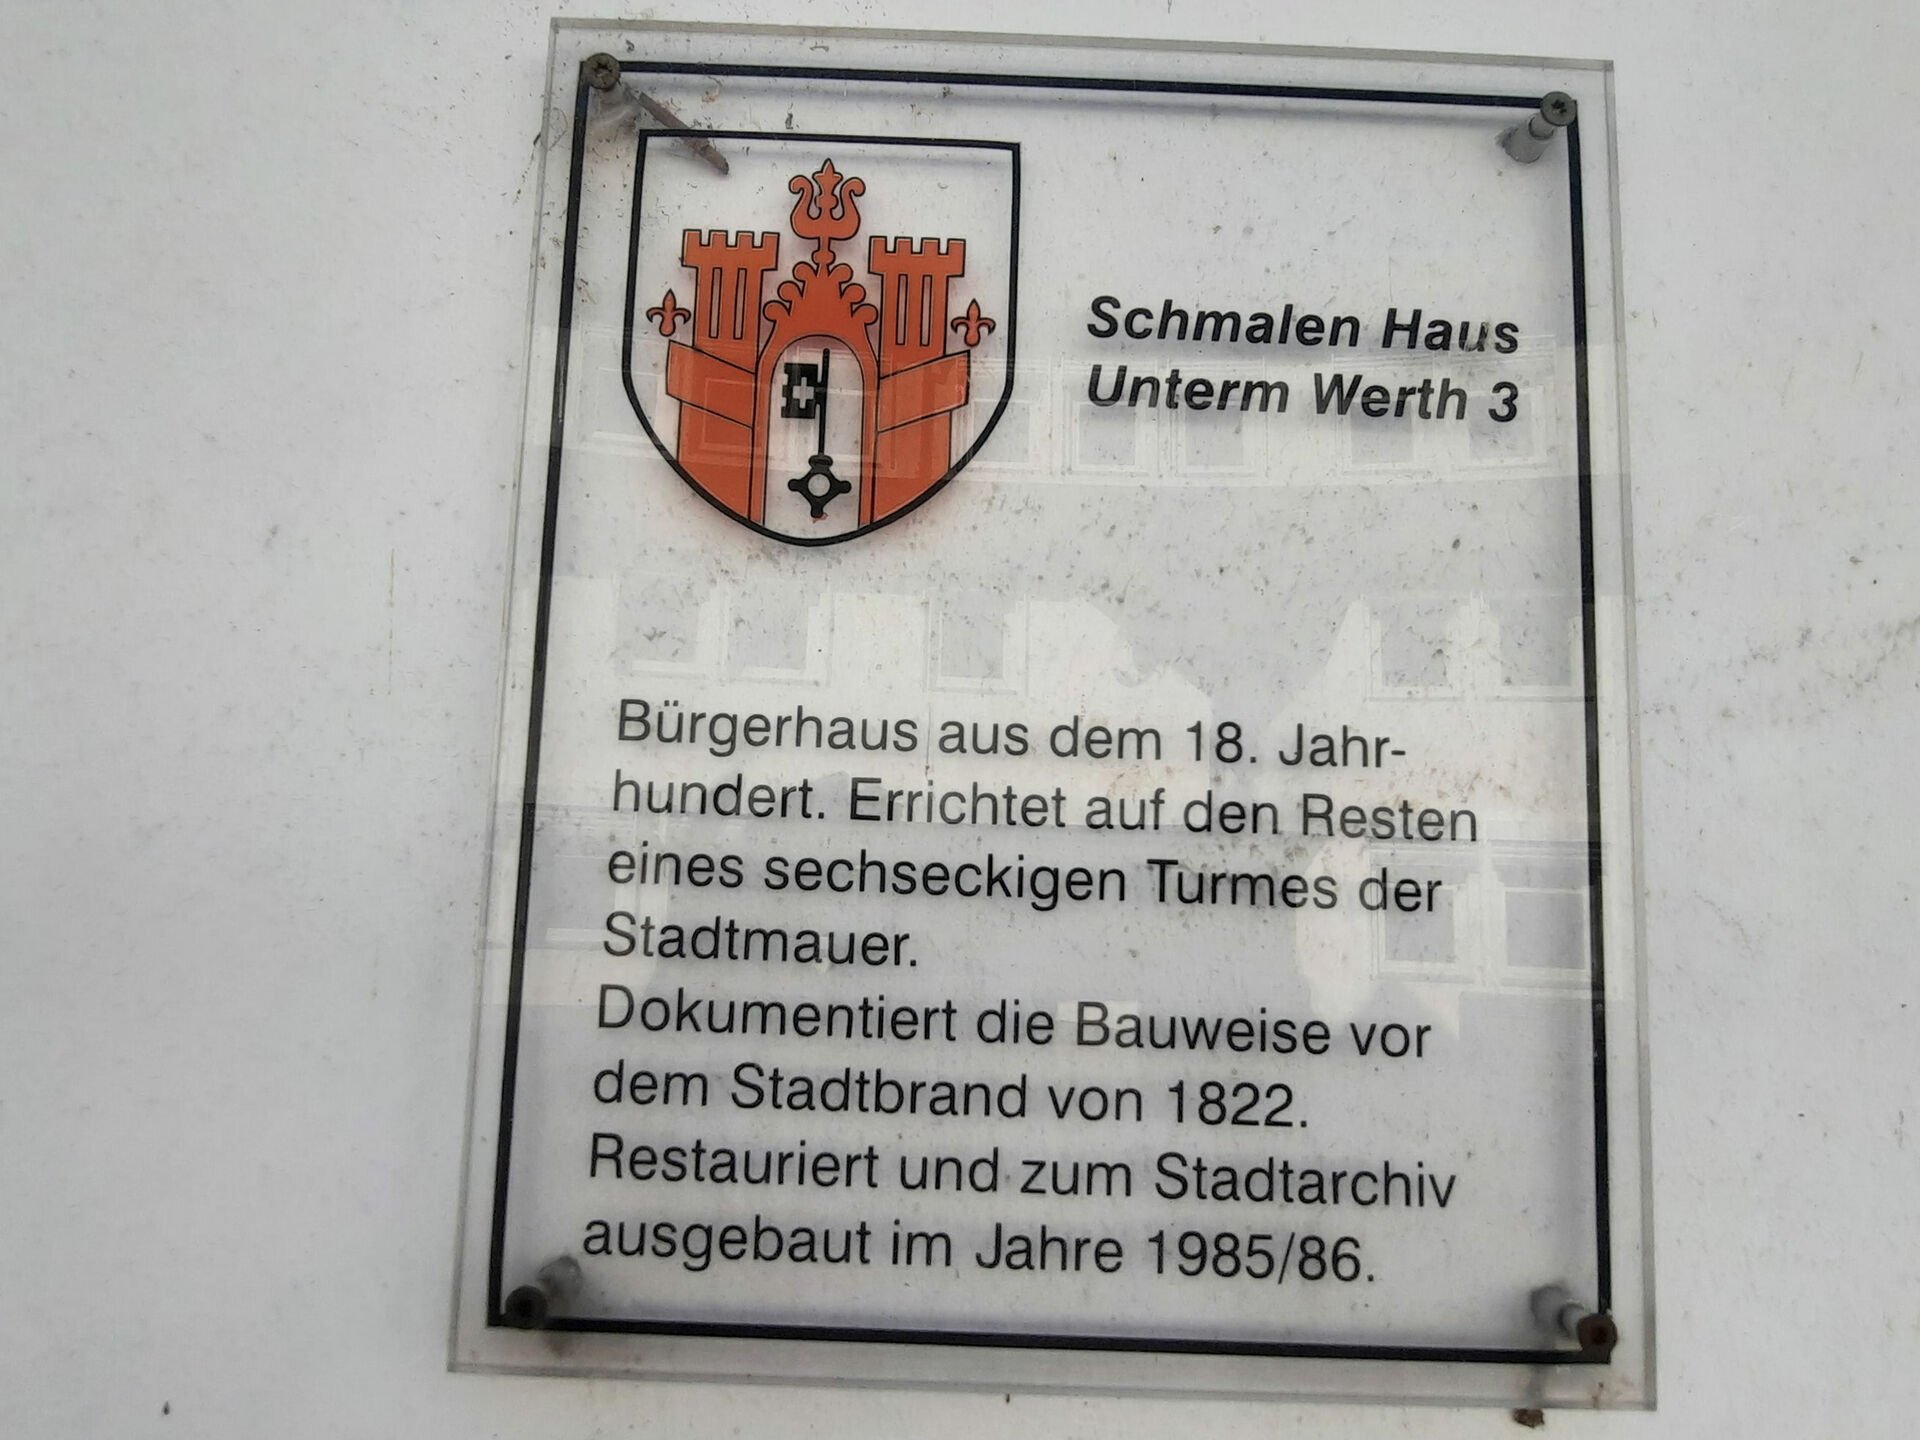 Schmalen Haus
Unterm Werth 3
Bürgerhaus aus dem 18. Jahr-
hundert. Errichtet auf den Resten
eines sechseckigen Turmes der
Stadtmauer.
Dokumentiert die Bauweise vor
dem Stadtbrand von 1822.
Restauriert und zum Stadtarchiv
ausgebaut im Jahre 1985/86.